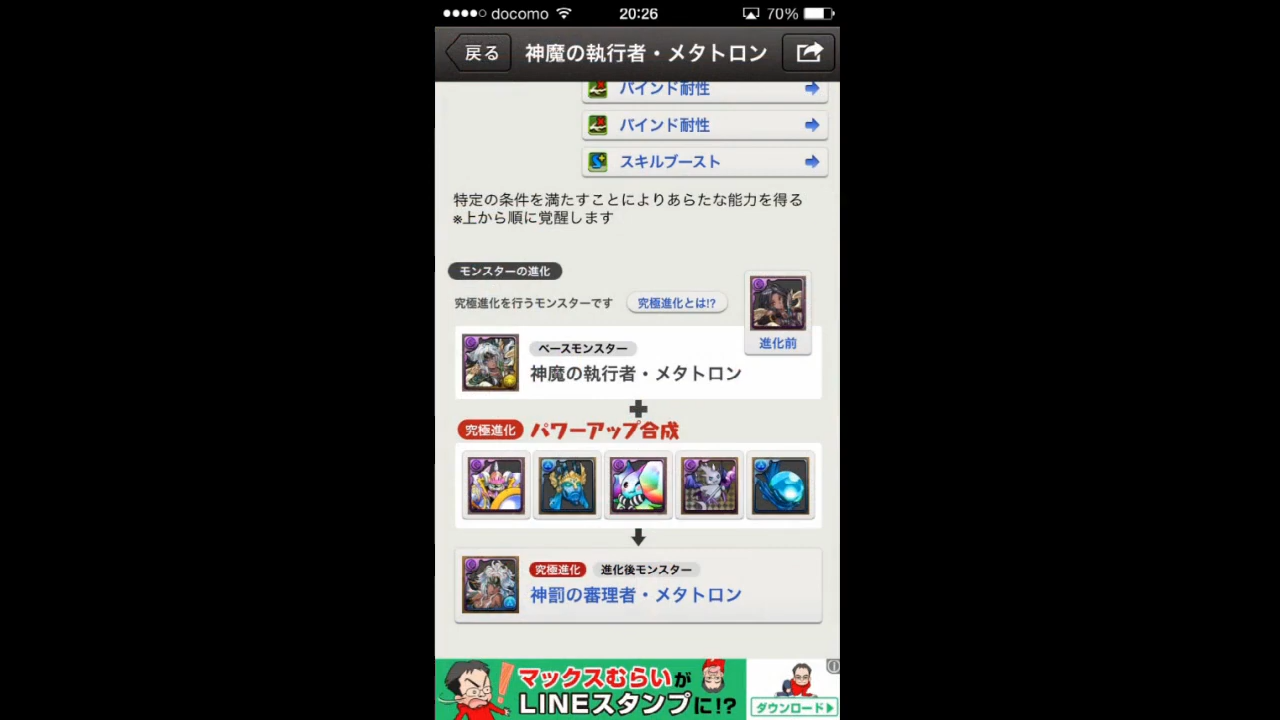 docomo 20:26 70%
戻る 神魔の執行者・メタトロン
バインド耐性
バインド耐性
スキルブースト
特定の条件を満たすことによりあらたな能力を得る
※上から順に覚醒します
モンスターの進化
究極進化を行うモンスターです 究極進化とは!?
進化前
ベースモンスター
神魔の執行者・メタトロン
究極進化 パワーアップ合成
究極進化 進化後モンスター
神罰の審理者・メタトロン
マックスむらいが
LINEスタンプに!?
ダウンロード